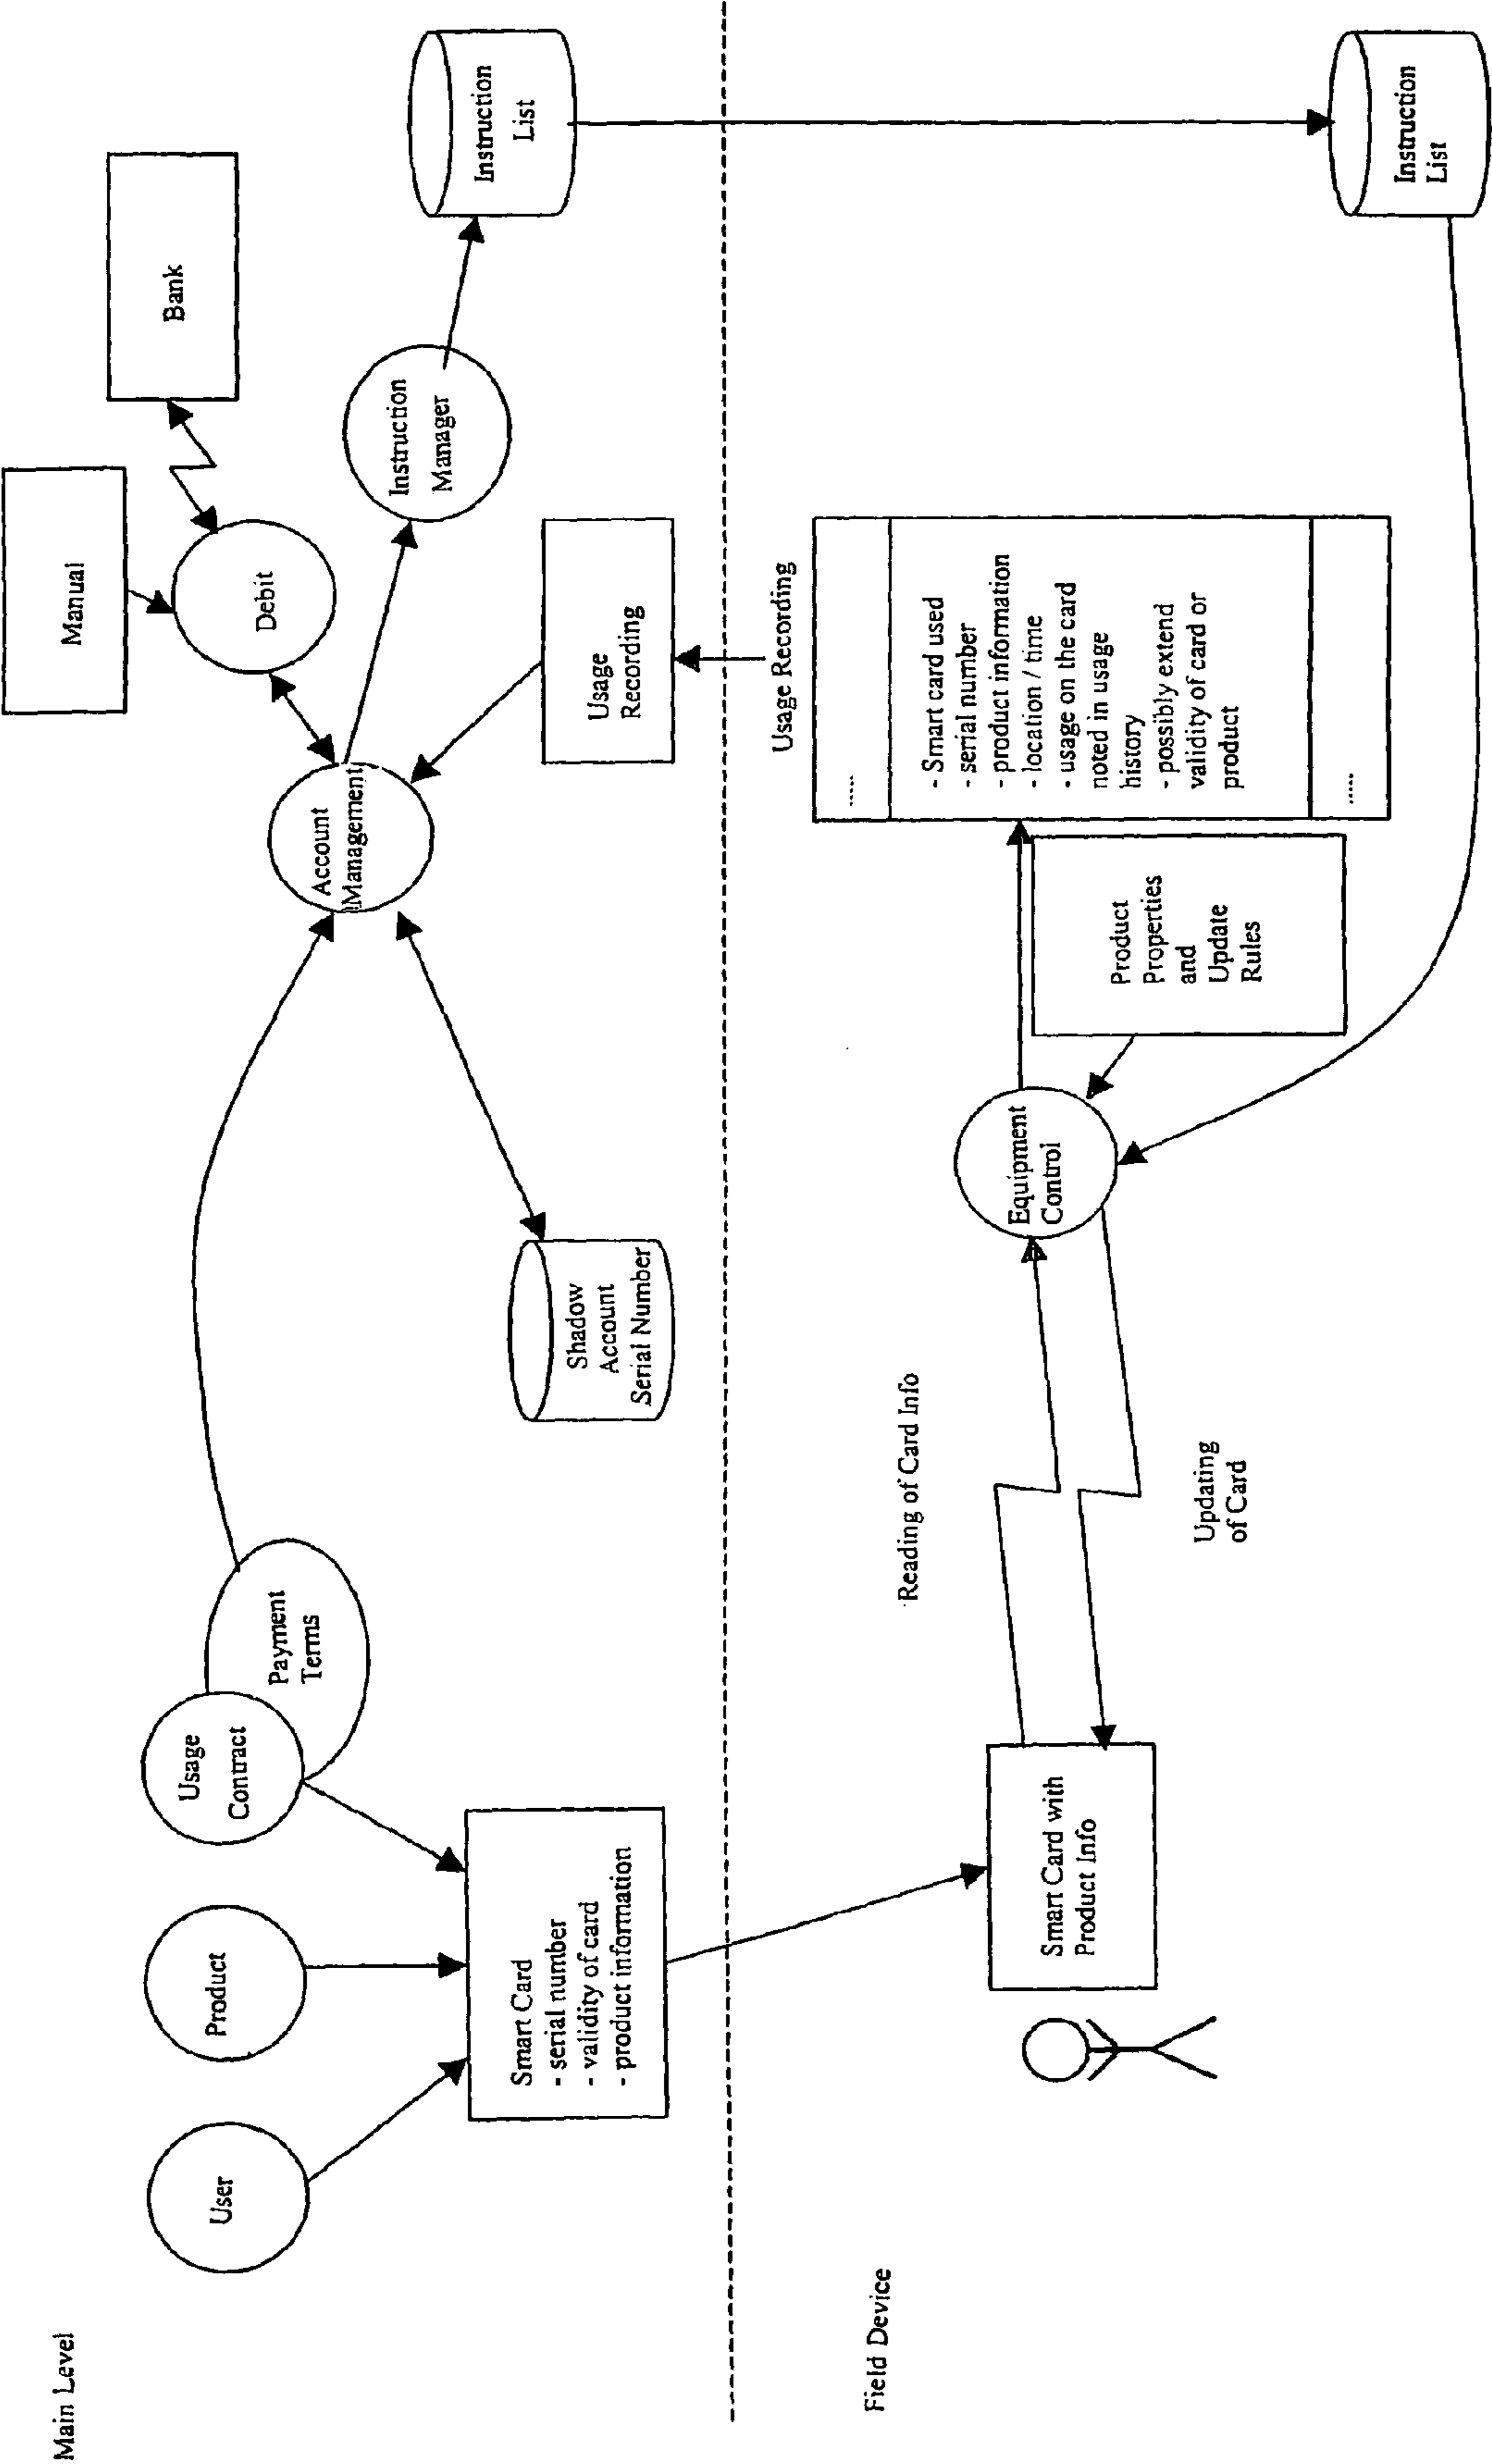 Main Level
User
Product
Usage
Contract
Payment
Terms
Smart Card
- serial number
- validity of card
- product information
Shadow
Account
Serial Number
Account
Management
Manual
Debit
Bank
Usage
Recording
Instruction
Manager
Instruction
List
Field Device
Smart Card with
Product Info
Reading of Card Info
Updating
of Card
Equipment
Control
Product
Properties
and
Update
Rules
Usage Recording
.....
- Smart card used
- serial number
- product information
- location / time
- usage on the card
noted in usage
history
- possibly extend
validity of card or
product
.....
Instruction
List